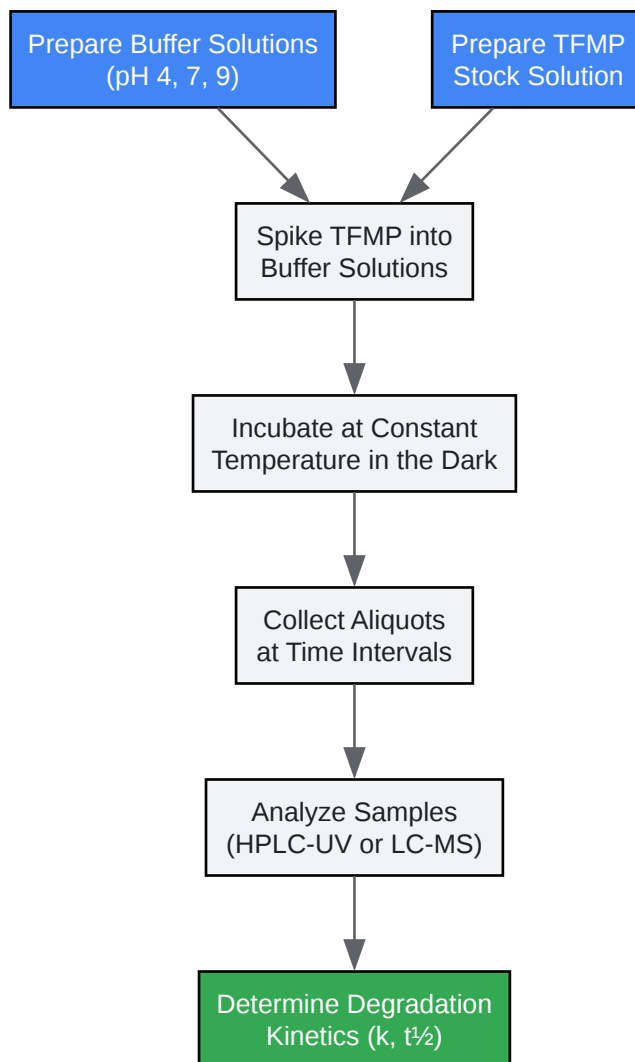 Prepare Buffer Solutions
(pH 4, 7, 9)
Prepare TFMP
Stock Solution
Spike TFMP into
Buffer Solutions
Incubate at Constant
Temperature in the Dark
Collect Aliquots
at Time Intervals
Analyze Samples
(HPLC-UV or LC-MS)
Determine Degradation
Kinetics (k, t½)